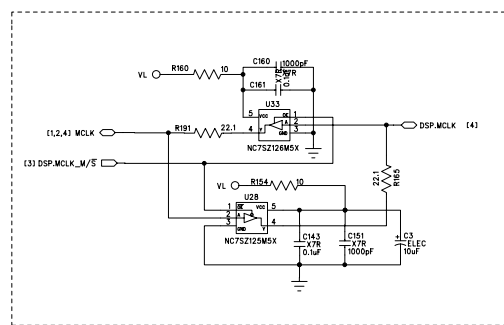 C160
1000pF
X7R
R160
10
VL
X7R
0.1uF
C161
U33
5
VCC
OE
1
A
2
4
Y
GND
3
NC7SZ126M5X
[1,2,4] MCLK
R191
22.1
DSP.MCLK [4]
[3] DSP.MCLK_M/S
22.1
R165
VL
R154
10
U28
1
OE
VCC
5
2
A
3
GND
Y
4
NC7SZ125M5X
C143
X7R
0.1uF
C151
X7R
1000pF
+
C3
ELEC
10uF